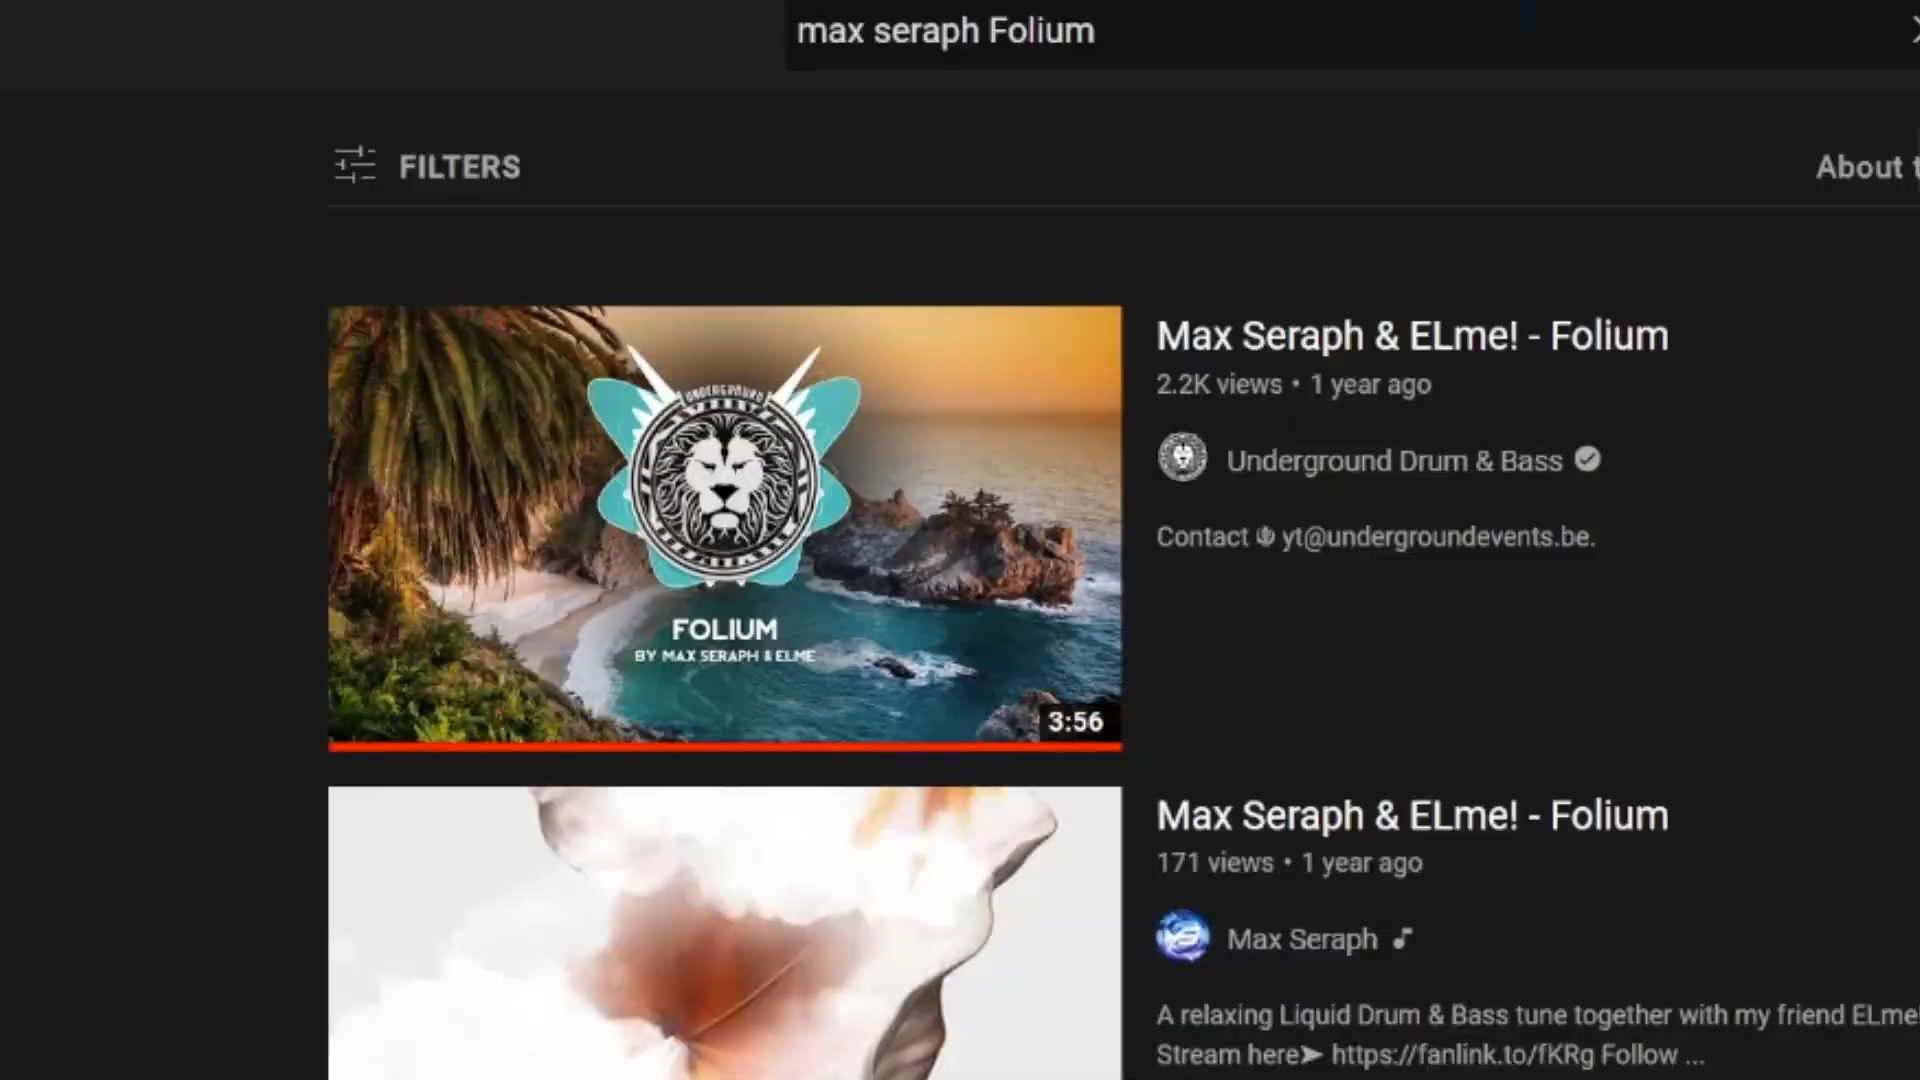 max seraph Folium
FILTERS
About t
UNDERGROUND
FOLIUM
BY MAX SERAPH & ELME
3:56
Max Seraph & ELme! - Folium
2.2K views • 1 year ago
Underground Drum & Bass
Contact yt@undergroundevents.be.
Max Seraph & ELme! - Folium
171 views • 1 year ago
MS
Max Seraph
A relaxing Liquid Drum & Bass tune together with my friend ELme!
Stream here➤ https://fanlink.to/fKRg Follow ...